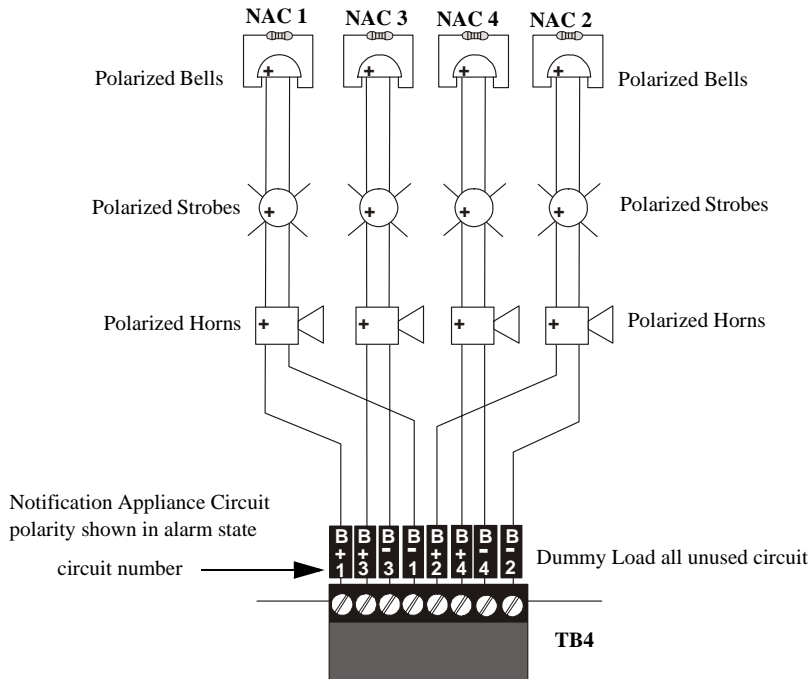 NAC 1 NAC 3 NAC 4 NAC 2
Polarized Bells
+ + + +
Polarized Bells
Polarized Strobes
+ + + +
Polarized Strobes
Polarized Horns
+ + + +
Polarized Horns
Notification Appliance Circuit
polarity shown in alarm state
circuit number
B+1 B+3 B-3 B-1 B+2 B+4 B-4 B-2
Dummy Load all unused circuit
TB4